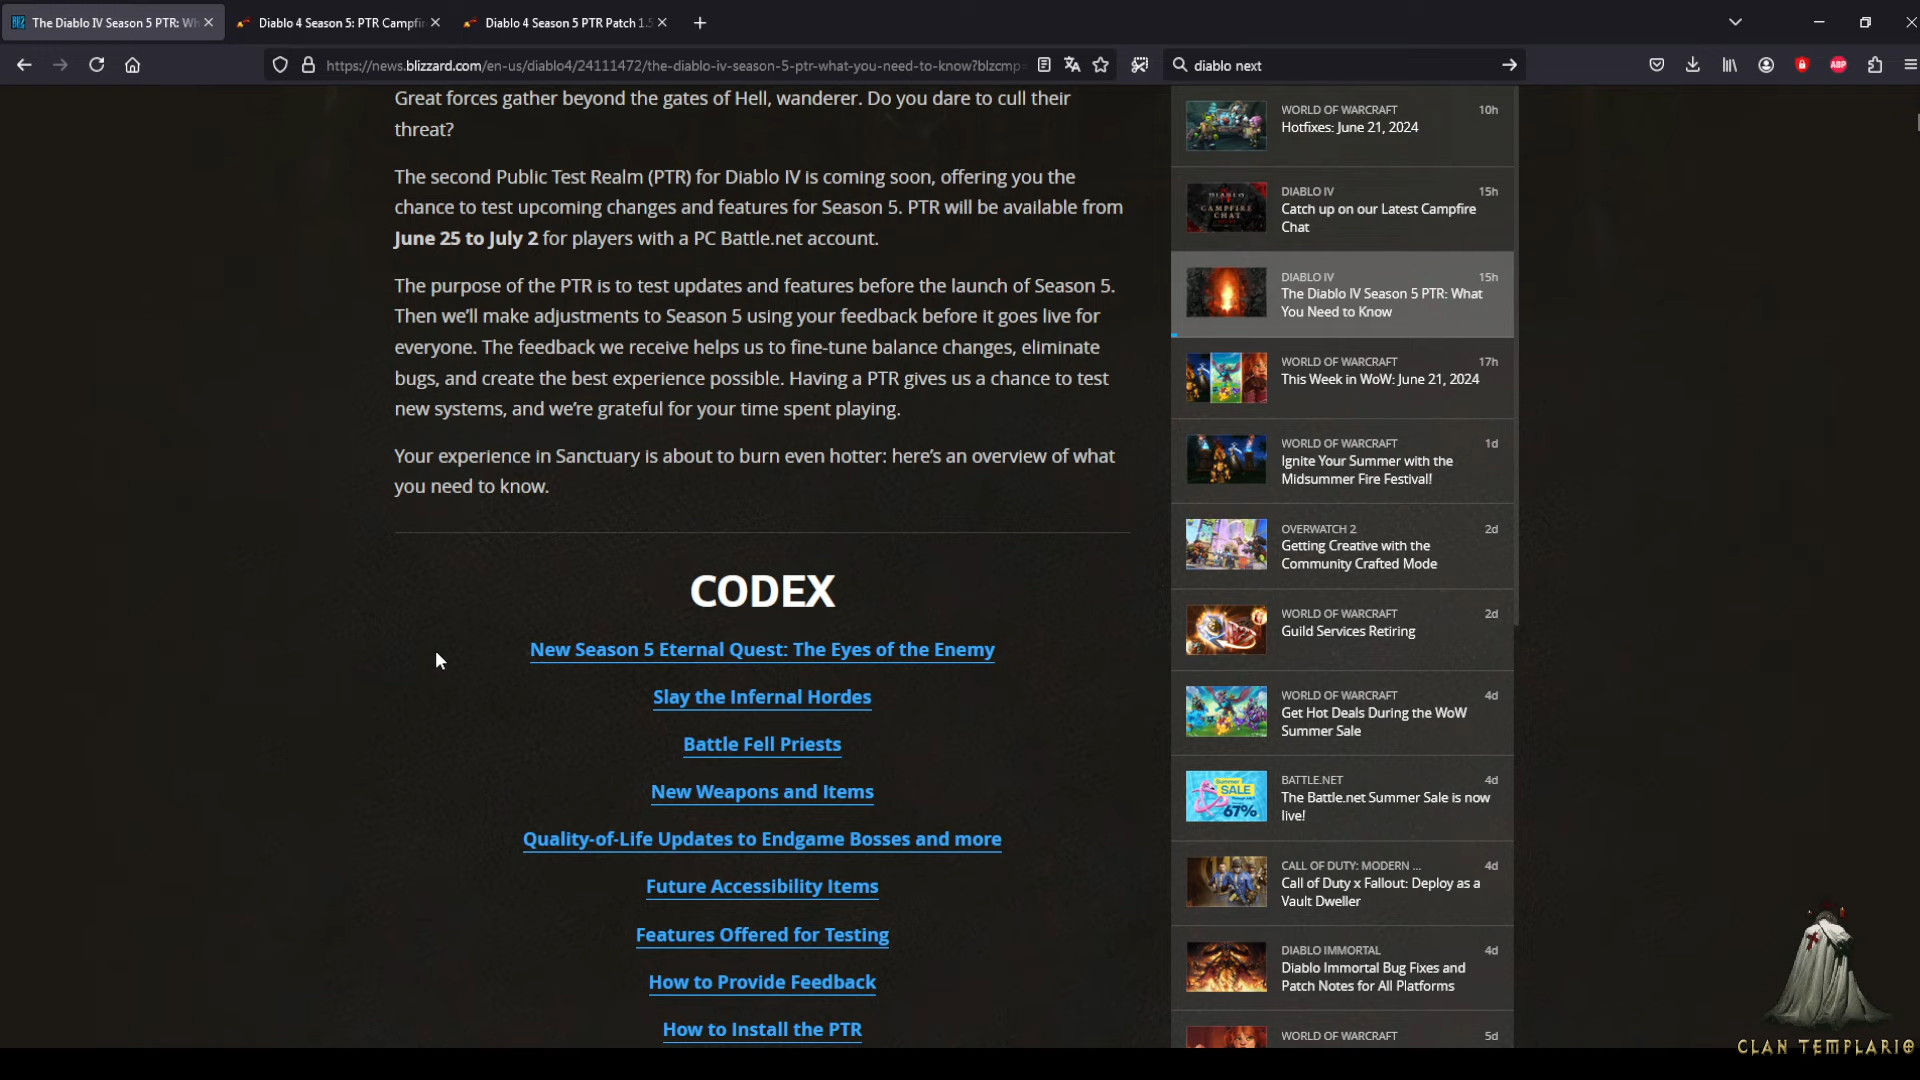 The Diablo IV Season 5 PTR: Wh
Diablo 4 Season 5: PTR Campfir
Diablo 4 Season 5 PTR Patch 1.5
https://news.blizzard.com/en-us/diablo4/24111472/the-diablo-iv-season-5-ptr-what-you-need-to-know?blzcmp=
diablo next
ABP
Great forces gather beyond the gates of Hell, wanderer. Do you dare to cull their
threat?
The second Public Test Realm (PTR) for Diablo IV is coming soon, offering you the
chance to test upcoming changes and features for Season 5. PTR will be available from
June 25 to July 2 for players with a PC Battle.net account.
The purpose of the PTR is to test updates and features before the launch of Season 5.
Then we’ll make adjustments to Season 5 using your feedback before it goes live for
everyone. The feedback we receive helps us to fine-tune balance changes, eliminate
bugs, and create the best experience possible. Having a PTR gives us a chance to test
new systems, and we’re grateful for your time spent playing.
Your experience in Sanctuary is about to burn even hotter: here’s an overview of what
you need to know.
CODEX
New Season 5 Eternal Quest: The Eyes of the Enemy
Slay the Infernal Hordes
Battle Fell Priests
New Weapons and Items
Quality-of-Life Updates to Endgame Bosses and more
Future Accessibility Items
Features Offered for Testing
How to Provide Feedback
How to Install the PTR
WORLD OF WARCRAFT 10h
Hotfixes: June 21, 2024
DIABLO IV 15h
Catch up on our Latest Campfire
Chat
DIABLO IV 15h
The Diablo IV Season 5 PTR: What
You Need to Know
WORLD OF WARCRAFT 17h
This Week in WoW: June 21, 2024
WORLD OF WARCRAFT 1d
Ignite Your Summer with the
Midsummer Fire Festival!
OVERWATCH 2 2d
Getting Creative with the
Community Crafted Mode
WORLD OF WARCRAFT 2d
Guild Services Retiring
WORLD OF WARCRAFT 4d
Get Hot Deals During the WoW
Summer Sale
BATTLE.NET 4d
The Battle.net Summer Sale is now
live!
CALL OF DUTY: MODERN ... 4d
Call of Duty x Fallout: Deploy as a
Vault Dweller
DIABLO IMMORTAL 4d
Diablo Immortal Bug Fixes and
Patch Notes for All Platforms
WORLD OF WARCRAFT 5d
CAMPFIRE
CHAT
SALE
67%
CLAN TEMPLARIO